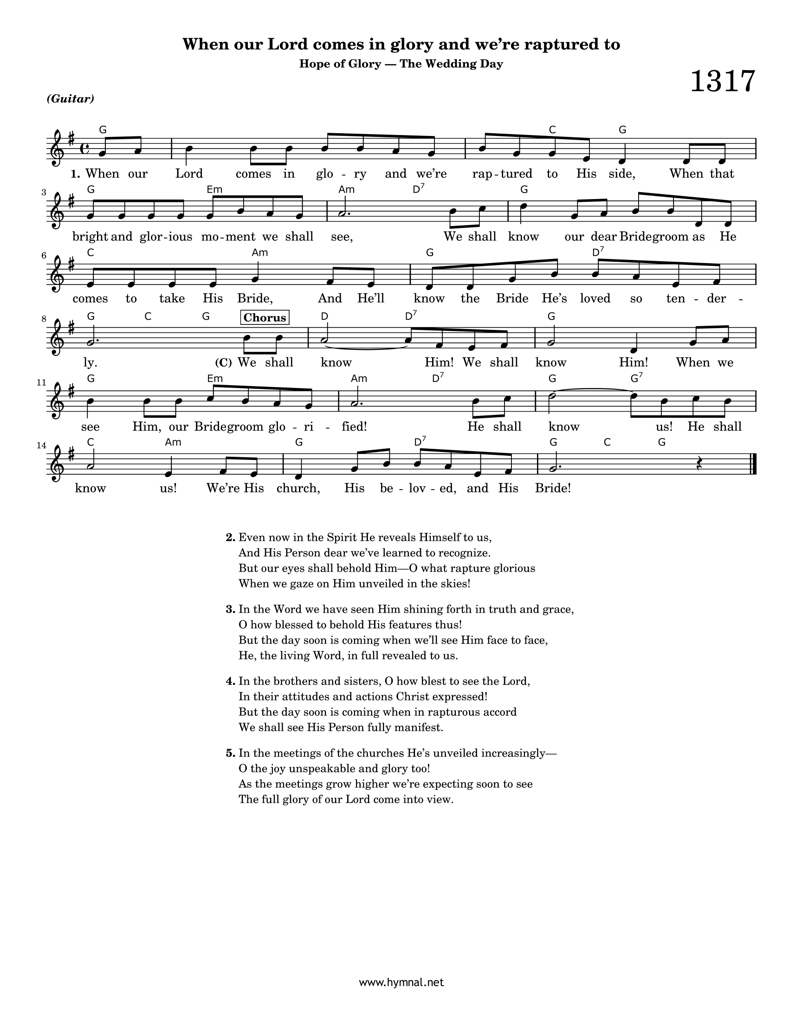 When our Lord comes in glory and we're raptured to
Hope of Glory — The Wedding Day
1317
(Guitar)
G C G
1. When our Lord comes in glo - ry and we're rap - tured to His side, When that
3 G Em Am D7 G
bright and glor - ious mo - ment we shall see, We shall know our dear Bridegroom as He
6 C Am G D7
comes to take His Bride, And He'll know the Bride He's loved so ten - der -
8 G C G Chorus D D7 G
ly. (C) We shall know Him! We shall know Him! When we
11 G Em Am D7 G G7
see Him, our Bridegroom glo - ri - fied! He shall know us! He shall
14 C Am G D7 G C G
know us! We're His church, His be - lov - ed, and His Bride!
2. Even now in the Spirit He reveals Himself to us,
And His Person dear we've learned to recognize.
But our eyes shall behold Him—O what rapture glorious
When we gaze on Him unveiled in the skies!
3. In the Word we have seen Him shining forth in truth and grace,
O how blessed to behold His features thus!
But the day soon is coming when we'll see Him face to face,
He, the living Word, in full revealed to us.
4. In the brothers and sisters, O how blest to see the Lord,
In their attitudes and actions Christ expressed!
But the day soon is coming when in rapturous accord
We shall see His Person fully manifest.
5. In the meetings of the churches He's unveiled increasingly—
O the joy unspeakable and glory too!
As the meetings grow higher we're expecting soon to see
The full glory of our Lord come into view.
www.hymnal.net